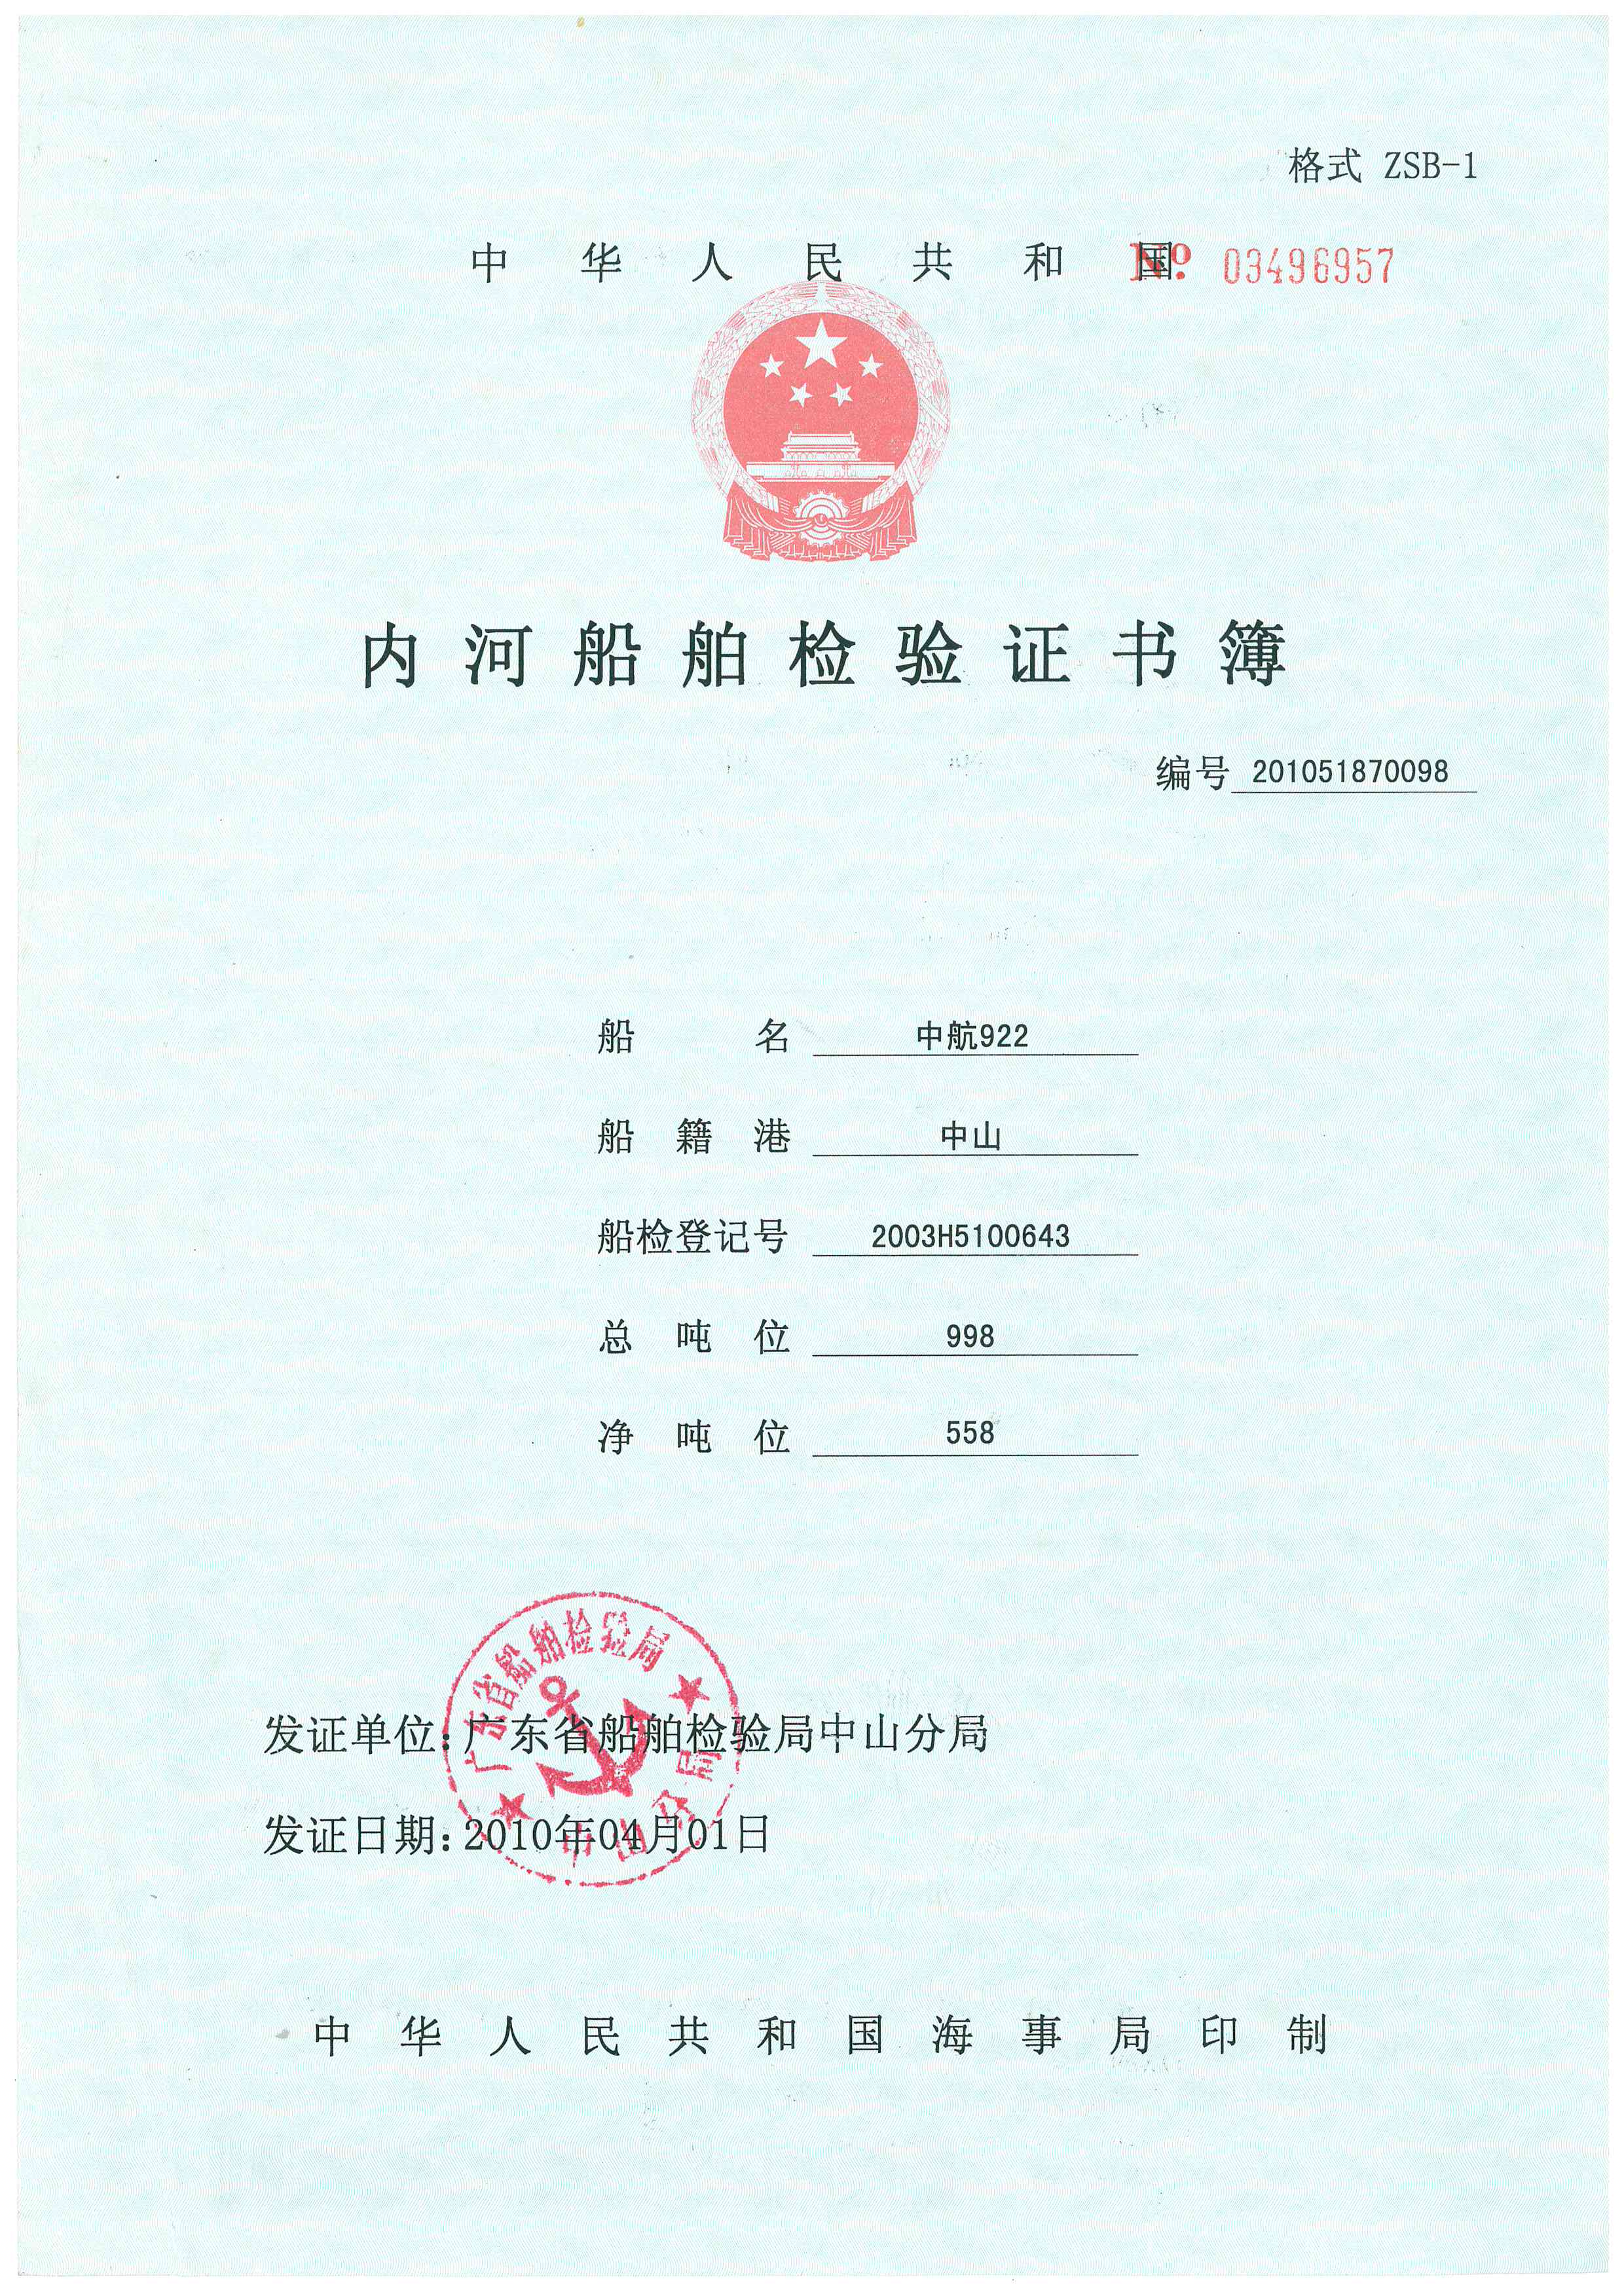 格式 ZSB-1
中华人民共和国 № 03496957
内河船舶检验证书簿
编号 201051870098
船名 中航922
船籍港 中山
船检登记号 2003H5100643
总吨位 998
净吨位 558
广东省船舶检验局
中山分局
发证单位:广东省船舶检验局中山分局
发证日期:2010年04月01日
中华人民共和国海事局印制